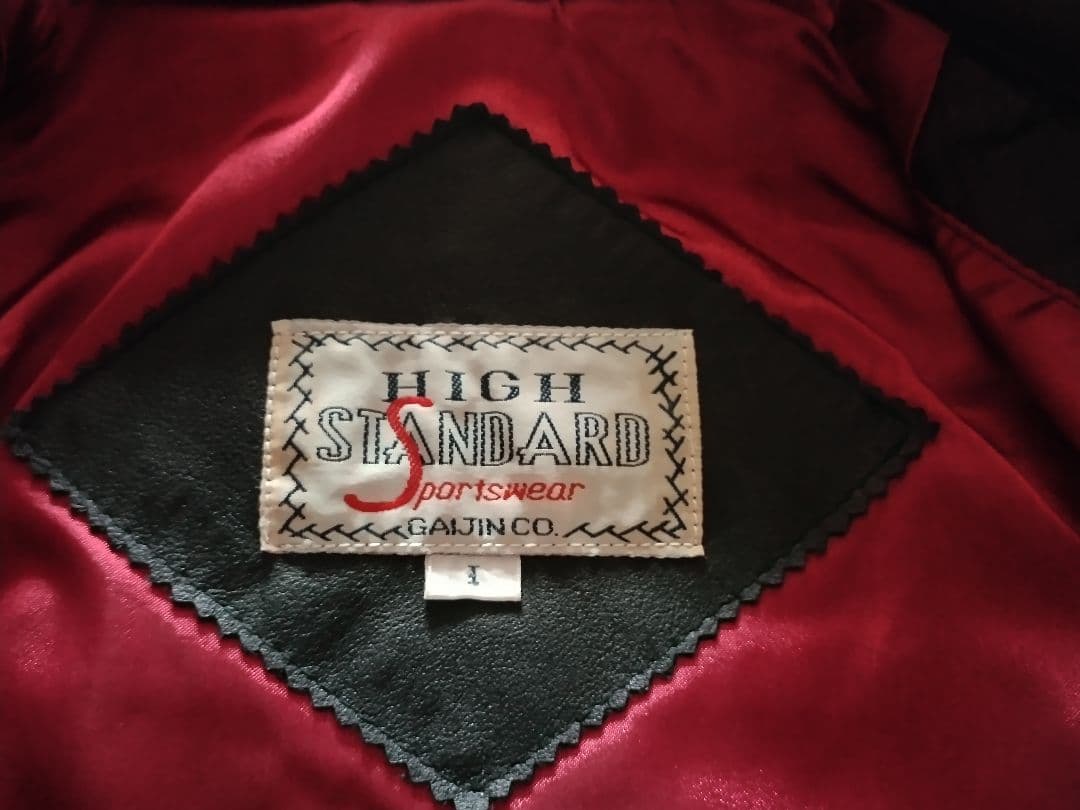 HIGH
STANDARD
Sportswear
GAIJIN CO.
I